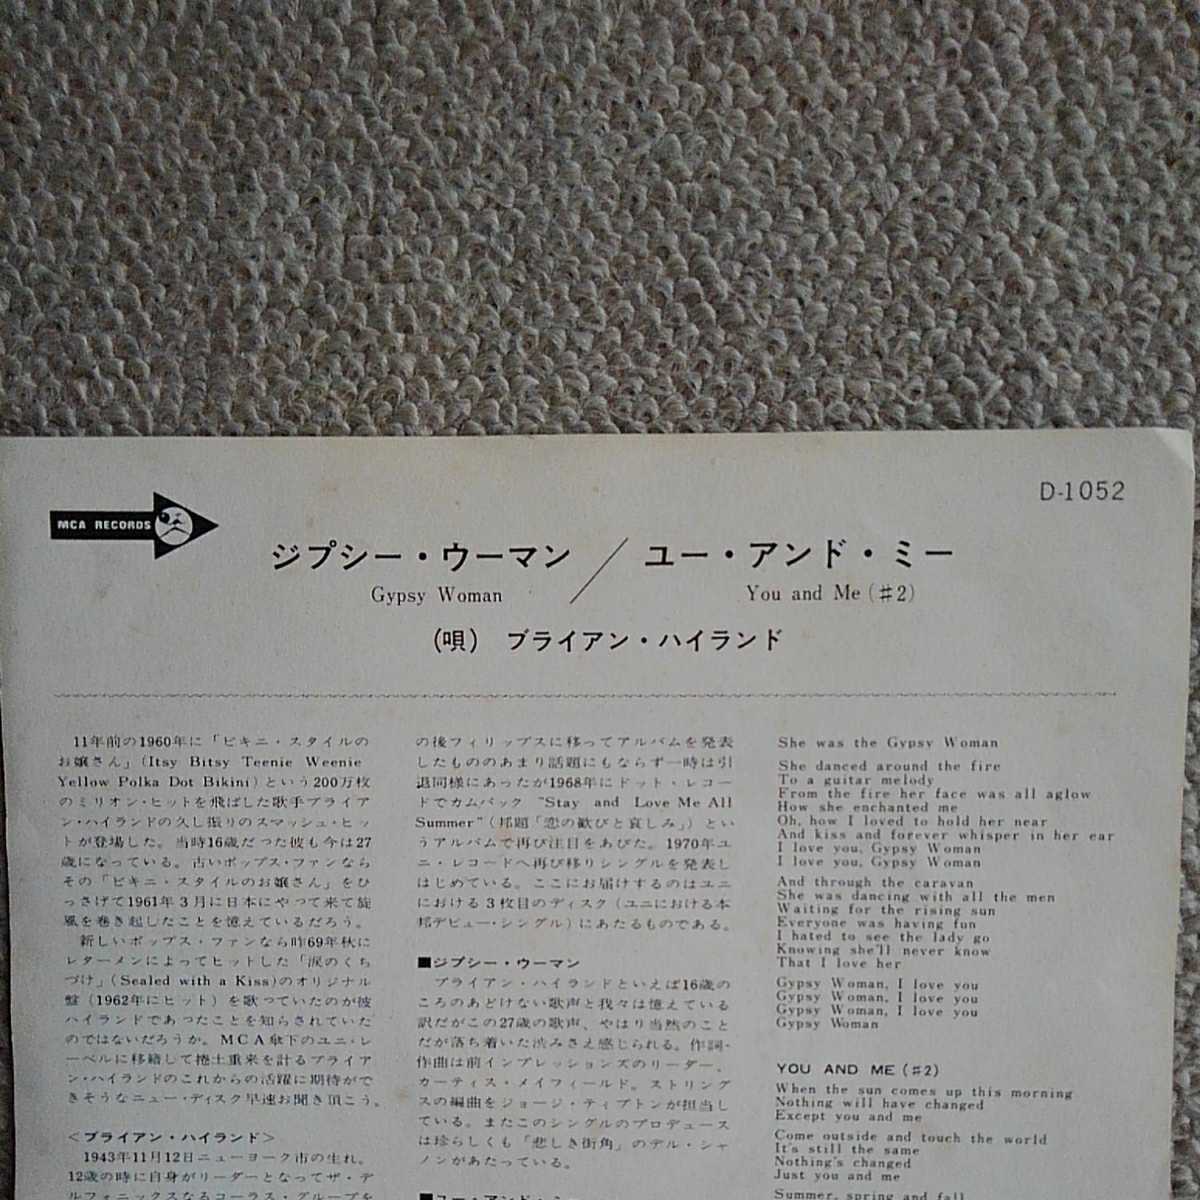 D-1052
MCA RECORDS
ジプシー・ウーマン / ユー・アンド・ミー
Gypsy Woman You and Me (♯2)
(唄) ブライアン・ハイランド
11年前の1960年に「ビキニ・スタイルの
お嬢さん」(Itsy Bitsy Teenie Weenie
Yellow Polka Dot Bikini) という200万枚
のミリオン・ヒットを飛ばした歌手ブライア
ン・ハイランドの久し振りのスマッシュ・ヒッ
トが登場した。当時16歳だった彼も今は27
歳になっている。古いポップス・ファンなら
その「ビキニ・スタイルのお嬢さん」をひ
っさげて1961年3月に日本にやって来て旋
風を巻き起したことを憶えているだろう。
新しいポップス・ファンなら昨69年秋に
レターメンによってヒットした「涙のくち
づけ」(Sealed with a Kiss)のオリジナル
盤 (1962年にヒット) を歌っていたのが彼
ハイランドであったことを知らされていた
のではないだろうか。MCA傘下のユニ・レ
ーベルに移籍して捲土重来を計るブライア
ン・ハイランドのこれからの活躍に期待がで
きそうなニュー・ディスク早速お聞き頂こう。
<ブライアン・ハイランド>
1943年11月12日ニューヨーク市の生れ。
12歳の時に自身がリーダーとなってザ・デ
ルフォニックスなるコーラス・グループを
の後フィリップスに移ってアルバムを発表
したもののあまり話題にもならず一時は引
退同様にあったが1968年にドット・レコー
ドでカムバック "Stay and Love Me All
Summer" (邦題「恋の歓びと哀しみ」) とい
うアルバムで再び注目をあびた。1970年ユ
ニ・レコードへ再び移りシングルを発表し
はじめている。ここにお届けするのはユニ
における3枚目のディスク (ユニにおける本
邦デビュー・シングル) にあたるものである。
■ジプシー・ウーマン
ブライアン・ハイランドといえば16歳の
ころのあどけない歌声と我々は憶えている
訳だがこの27歳の歌声、やはり当然のこと
だが落ち着いた渋みさえ感じられる。作詞・
作曲は前インプレッションズのリーダー、
カーティス・メイフィールド。ストリング
スの編曲をジョージ・ティプトンが担当し
ている。またこのシングルのプロデュース
は珍らしくも「悲しき街角」のデル・シャ
ノンがあたっている。
■ユー・アンド・ミー
She was the Gypsy Woman
She danced around the fire
To a guitar melody
From the fire her face was all aglow
How she enchanted me
Oh, how I loved to hold her near
And kiss and forever whisper in her ear
I love you, Gypsy Woman
I love you, Gypsy Woman
And through the caravan
She was dancing with all the men
Waiting for the rising sun
Everyone was having fun
I hated to see the lady go
Knowing she'll never know
That I love her
Gypsy Woman, I love you
Gypsy Woman, I love you
Gypsy Woman, I love you
Gypsy Woman
YOU AND ME (♯2)
When the sun comes up this morning
Nothing will have changed
Except you and me
Come outside and touch the world
It's still the same
Nothing's changed
Just you and me
Summer, spring and fall